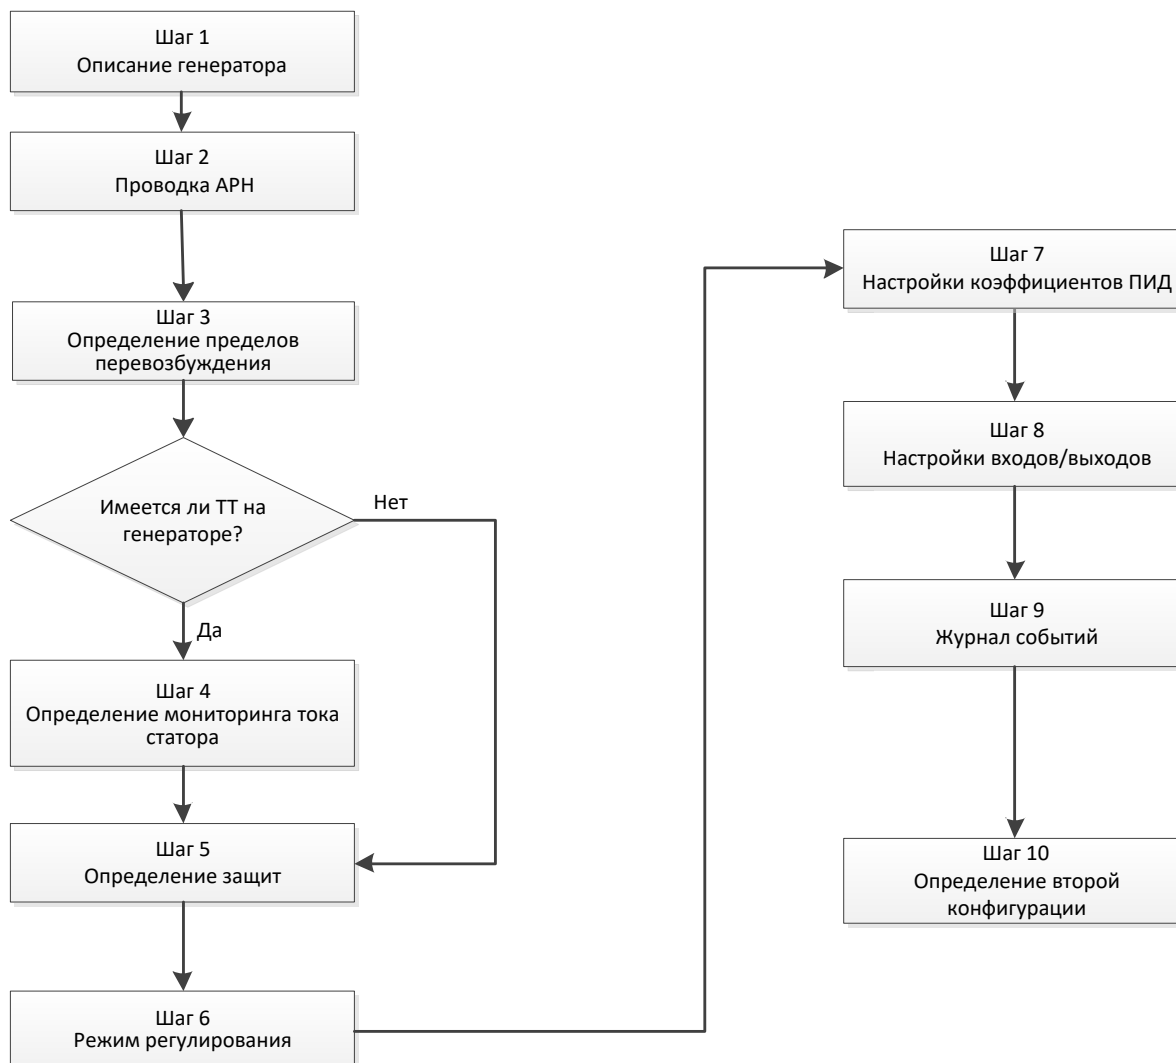 Шаг 1
Описание генератора
Шаг 2
Проводка АРН
Шаг 3
Определение пределов
перевозбуждения
Имеется ли ТТ на
генераторе?
Нет
Да
Шаг 4
Определение мониторинга тока
статора
Шаг 5
Определение защит
Шаг 6
Режим регулирования
Шаг 7
Настройки коэффициентов ПИД
Шаг 8
Настройки входов/выходов
Шаг 9
Журнал событий
Шаг 10
Определение второй
конфигурации